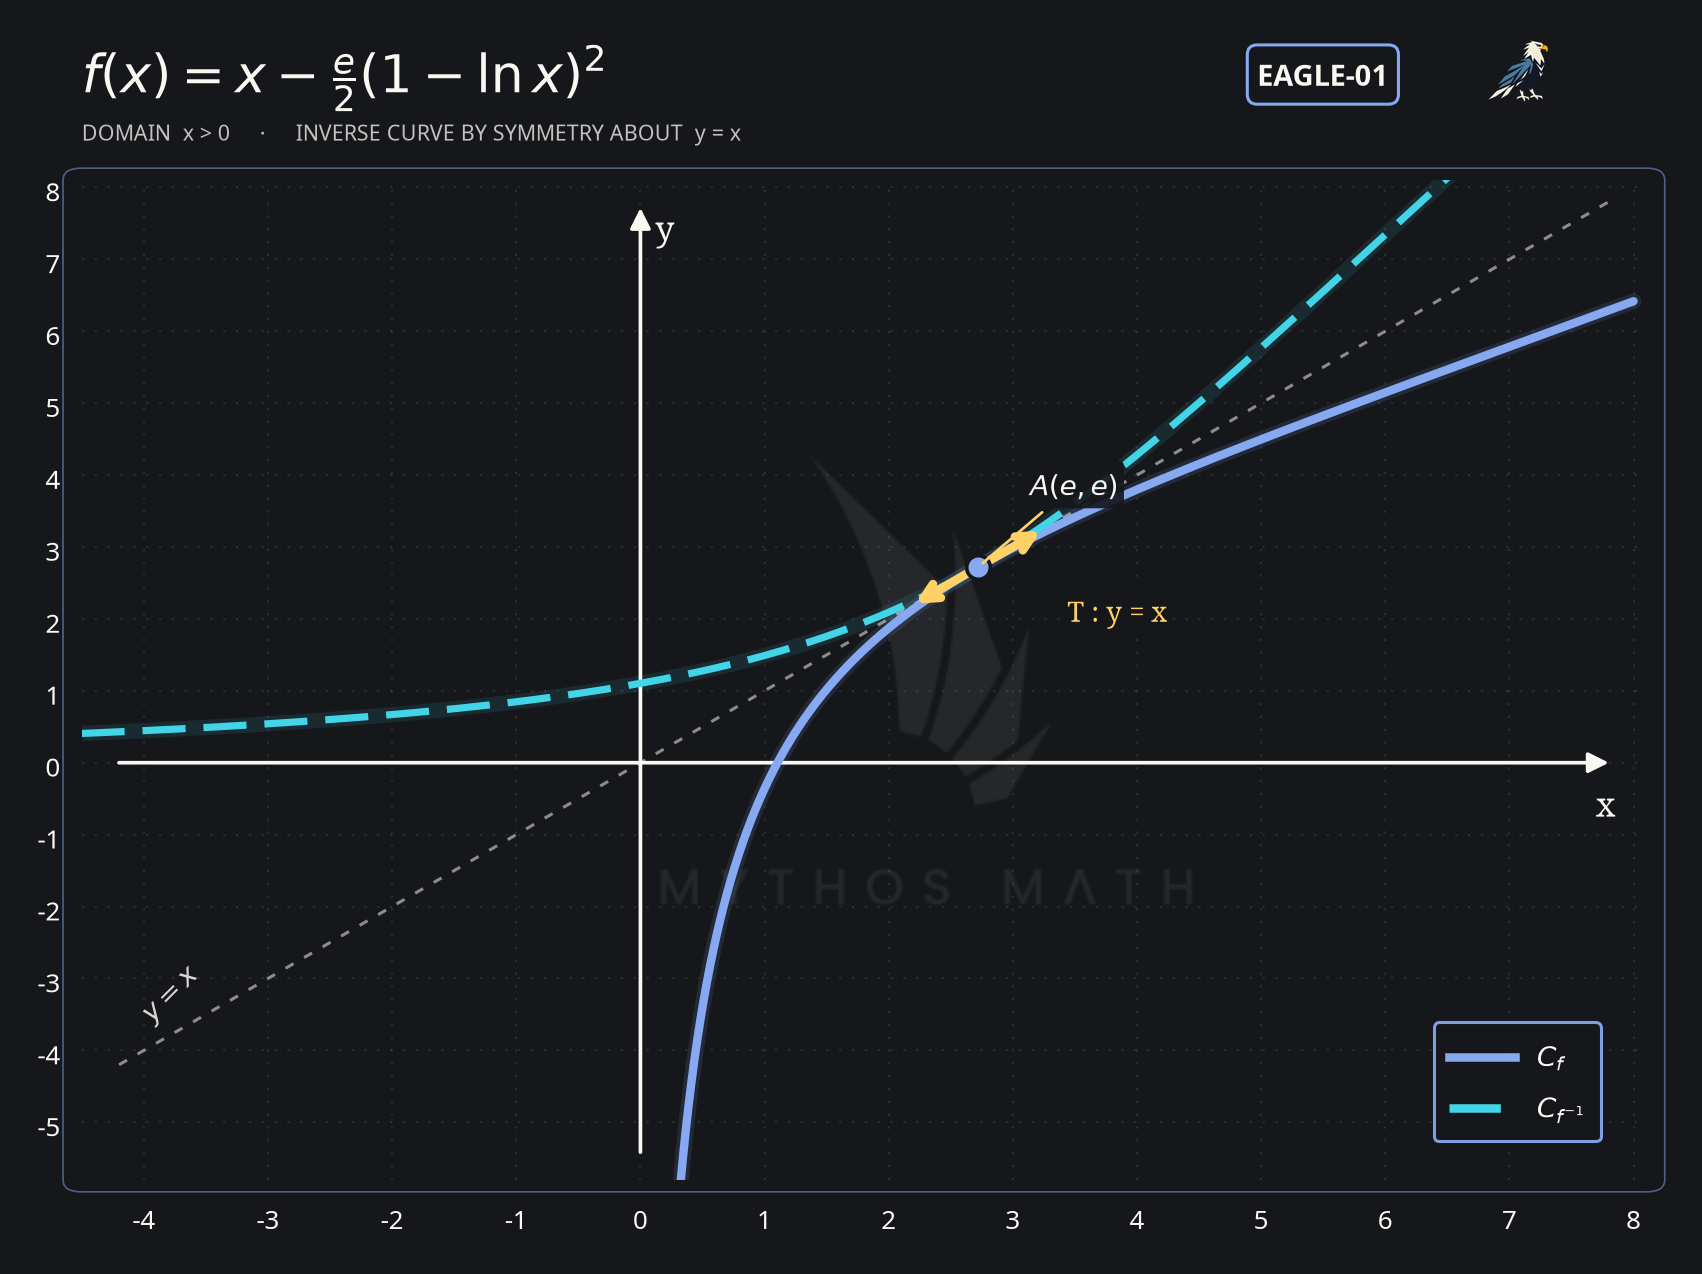 f(x) = x − e/2(1 − ln x)²
EAGLE-01
DOMAIN x > 0 · INVERSE CURVE BY SYMMETRY ABOUT y = x
8
7
6
5
4
3
2
1
0
-1
-2
-3
-4
-5
y
A(e, e)
T : y = x
x
MYTHOS MΛTH
y = x
C_f
C_f⁻¹
-4 -3 -2 -1 0 1 2 3 4 5 6 7 8